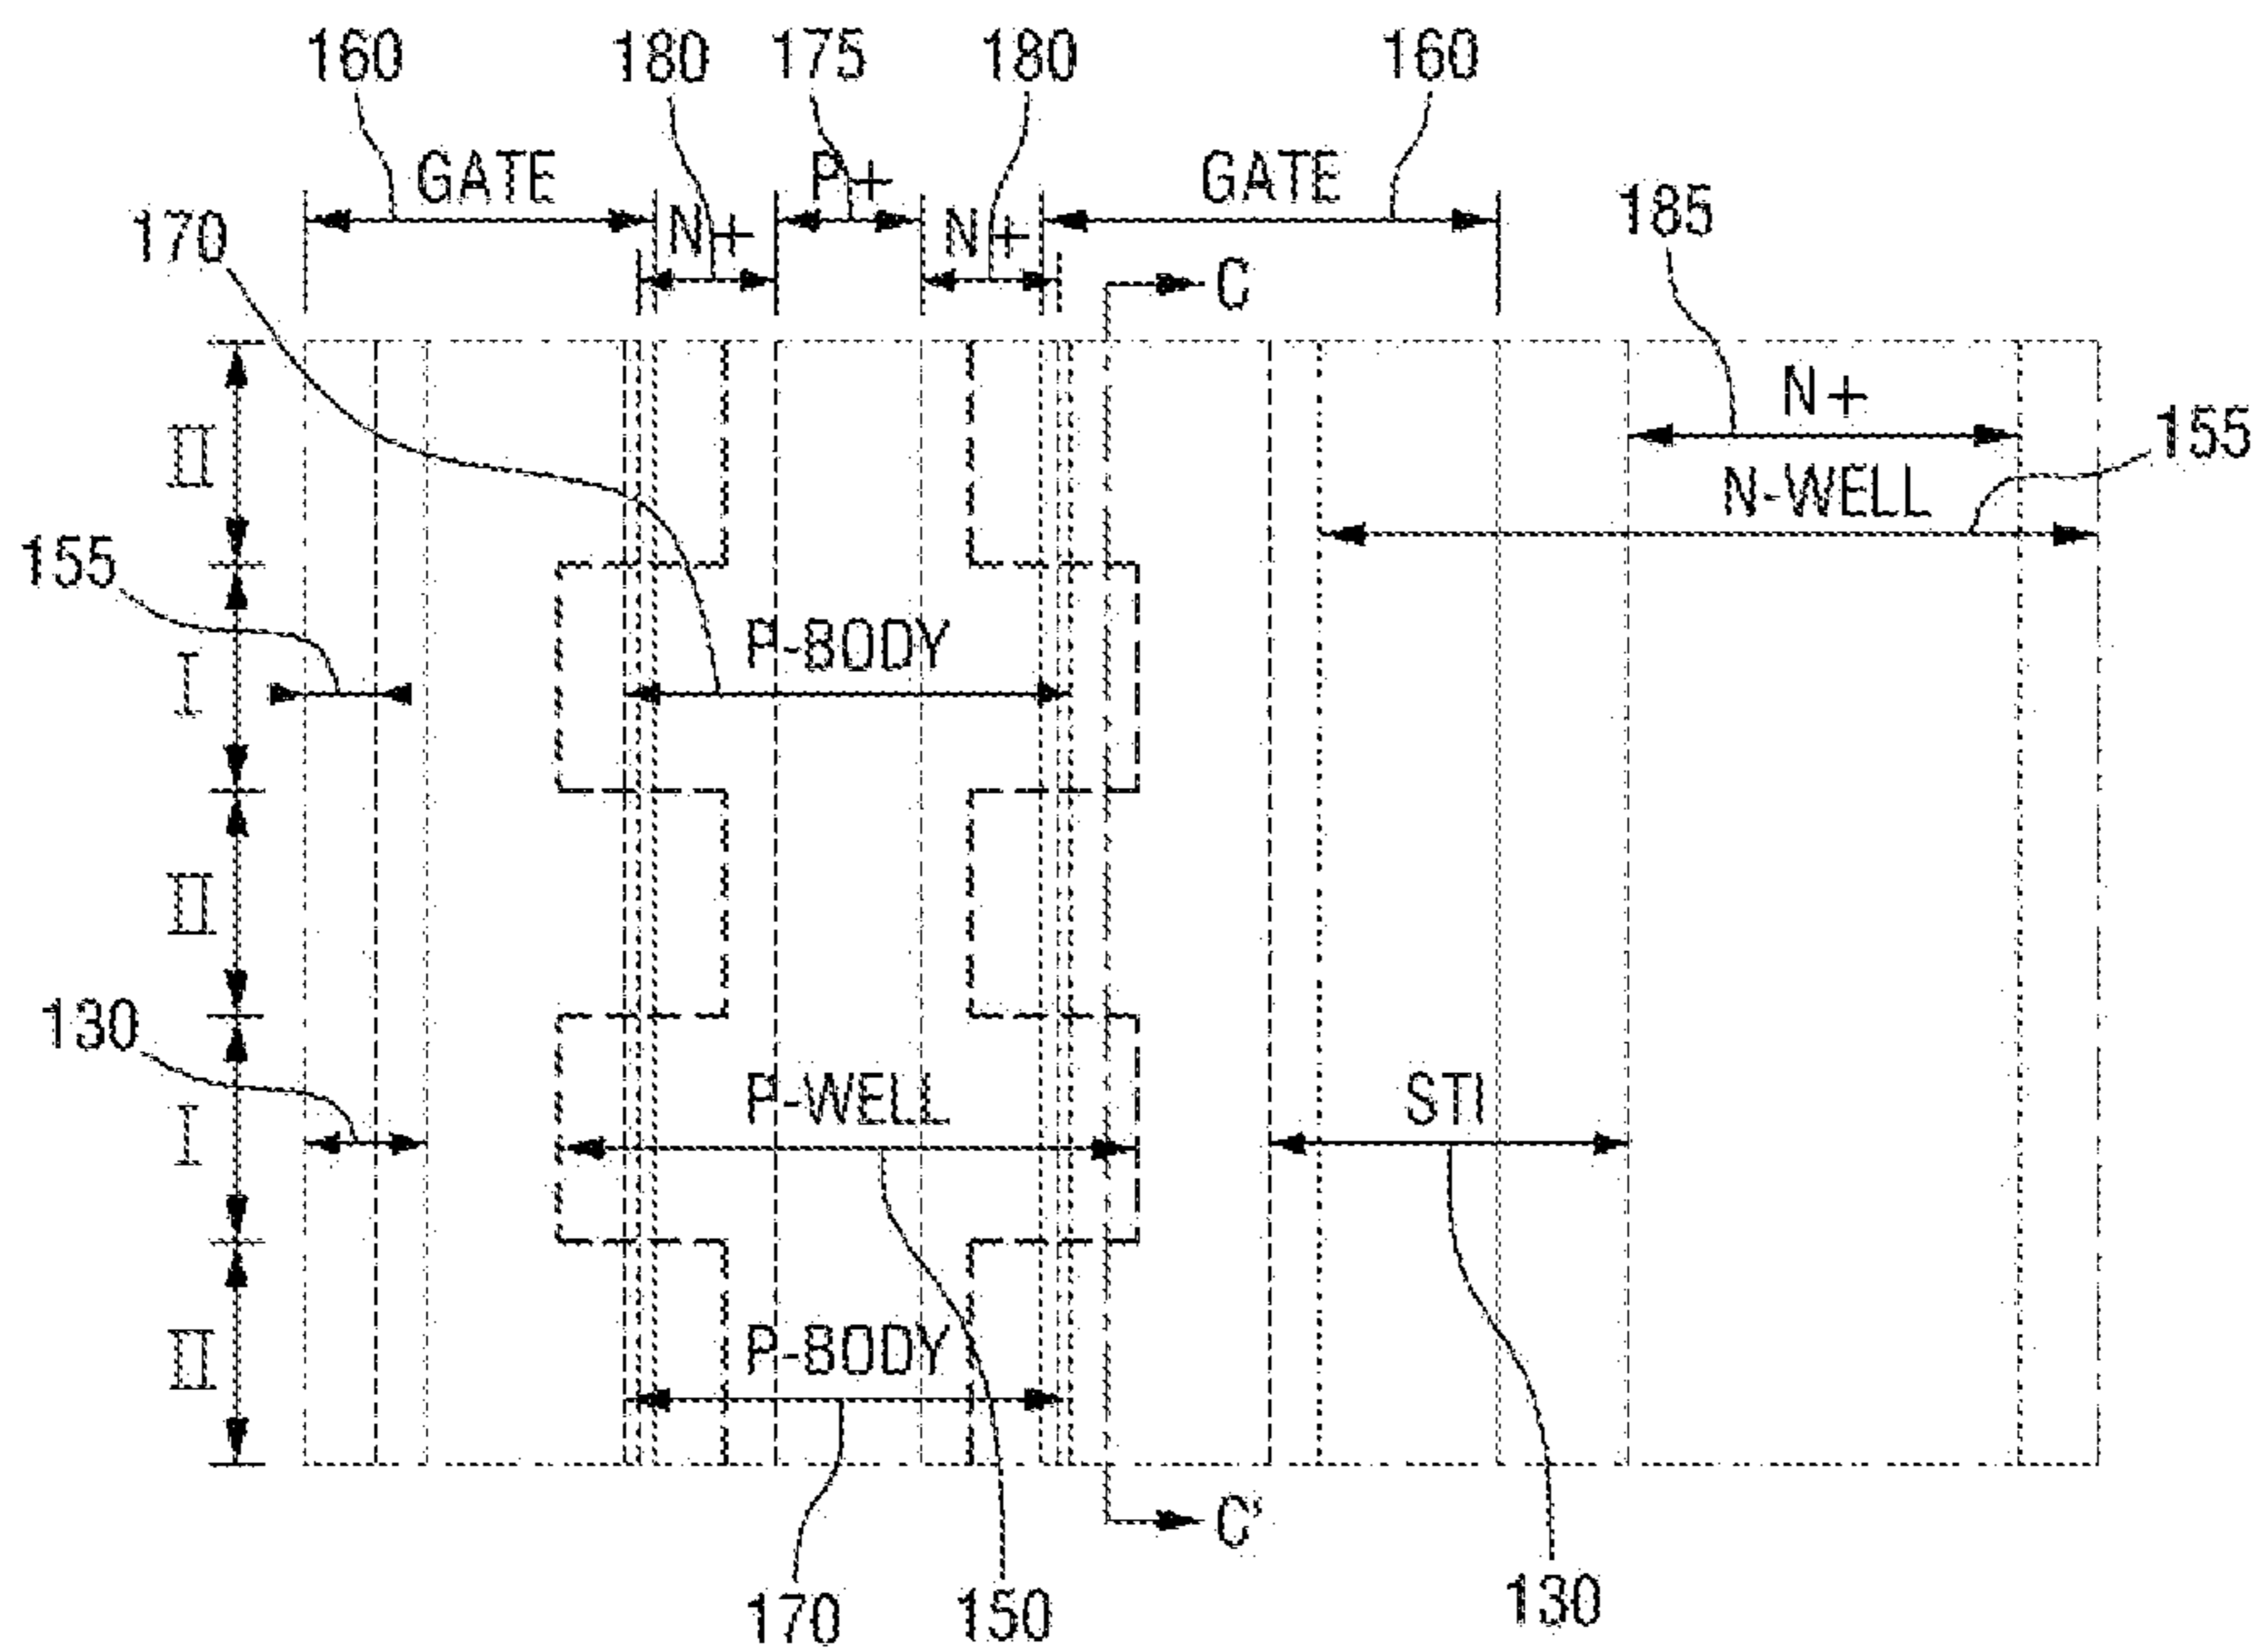 160 180 175 180 160
GATE P+ GATE
170 N+ N+ 185
C
N+
II 155
N-WELL
155
P-BODY
I
II
130
P-WELL STI
I
P-BODY
II
C'
170 150 130